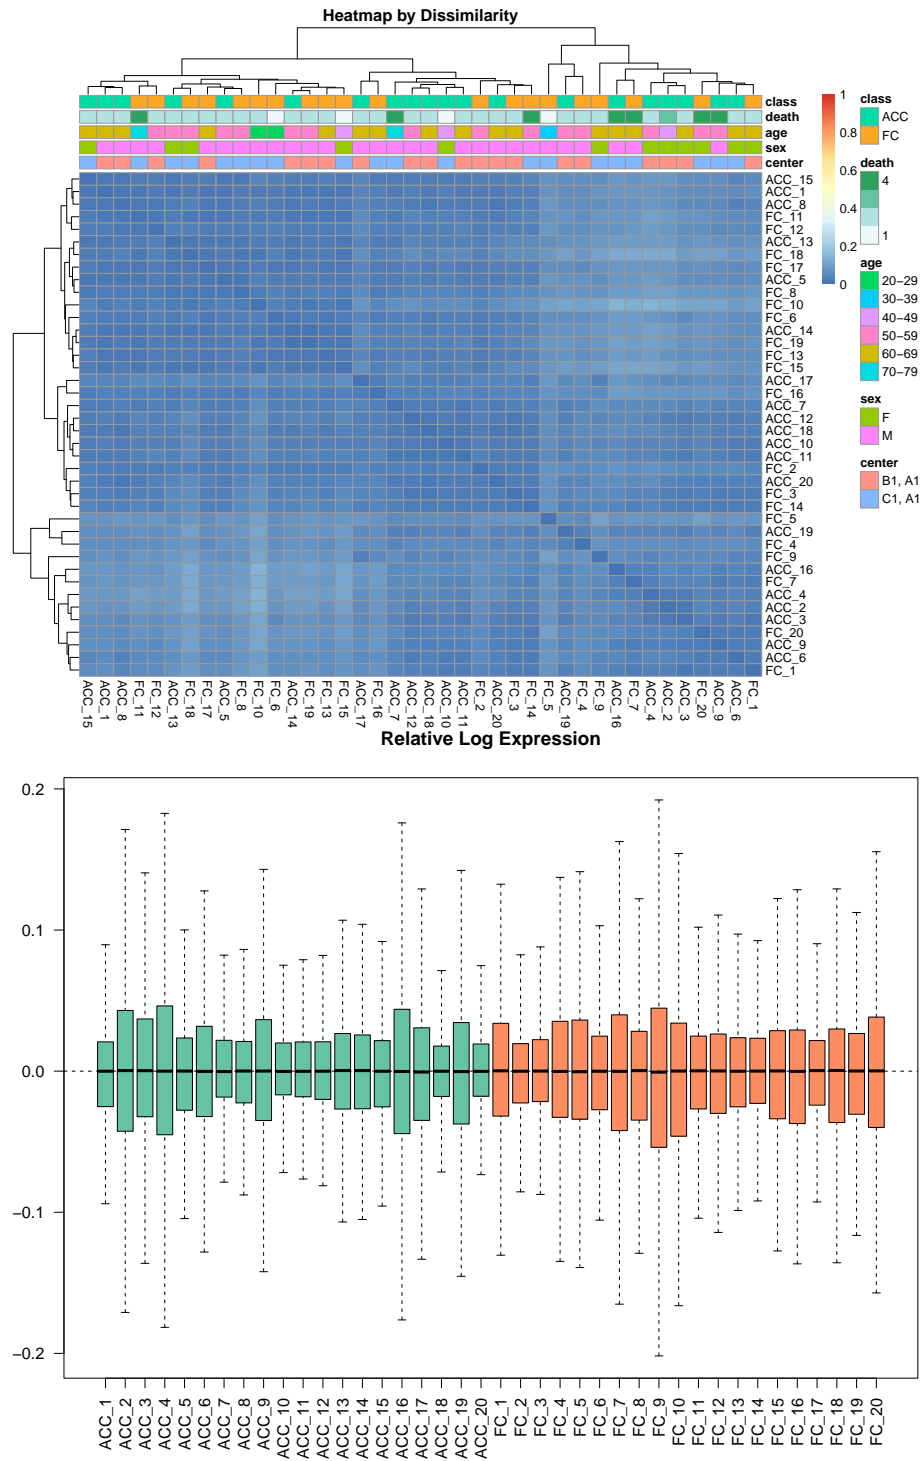 Heatmap by Dissimilarity
class
death
age
sex
center
ACC_15
ACC_1
ACC_8
FC_11
FC_12
ACC_13
FC_18
FC_17
ACC_5
FC_8
FC_10
FC_6
ACC_14
FC_19
FC_13
FC_15
ACC_17
FC_16
ACC_7
ACC_12
ACC_18
ACC_10
ACC_11
FC_2
ACC_20
FC_3
FC_14
FC_5
ACC_19
FC_4
FC_9
ACC_16
FC_7
ACC_4
ACC_2
ACC_3
FC_20
ACC_9
ACC_6
FC_1
1
0.8
0.6
0.4
0.2
0
class
ACC
FC
death
4
1
age
20−29
30−39
40−49
50−59
60−69
70−79
sex
F
M
center
B1, A1
C1, A1
ACC_15
ACC_1
ACC_8
FC_11
FC_12
ACC_13
FC_18
FC_17
ACC_5
FC_8
FC_10
FC_6
ACC_14
FC_19
FC_13
FC_15
ACC_17
FC_16
ACC_7
ACC_12
ACC_18
ACC_10
ACC_11
FC_2
ACC_20
FC_3
FC_14
FC_5
ACC_19
FC_4
FC_9
ACC_16
FC_7
ACC_4
ACC_2
ACC_3
FC_20
ACC_9
ACC_6
FC_1
Relative Log Expression
0.2
0.1
0.0
−0.1
−0.2
ACC_1
ACC_2
ACC_3
ACC_4
ACC_5
ACC_6
ACC_7
ACC_8
ACC_9
ACC_10
ACC_11
ACC_12
ACC_13
ACC_14
ACC_15
ACC_16
ACC_17
ACC_18
ACC_19
ACC_20
FC_1
FC_2
FC_3
FC_4
FC_5
FC_6
FC_7
FC_8
FC_9
FC_10
FC_11
FC_12
FC_13
FC_14
FC_15
FC_16
FC_17
FC_18
FC_19
FC_20